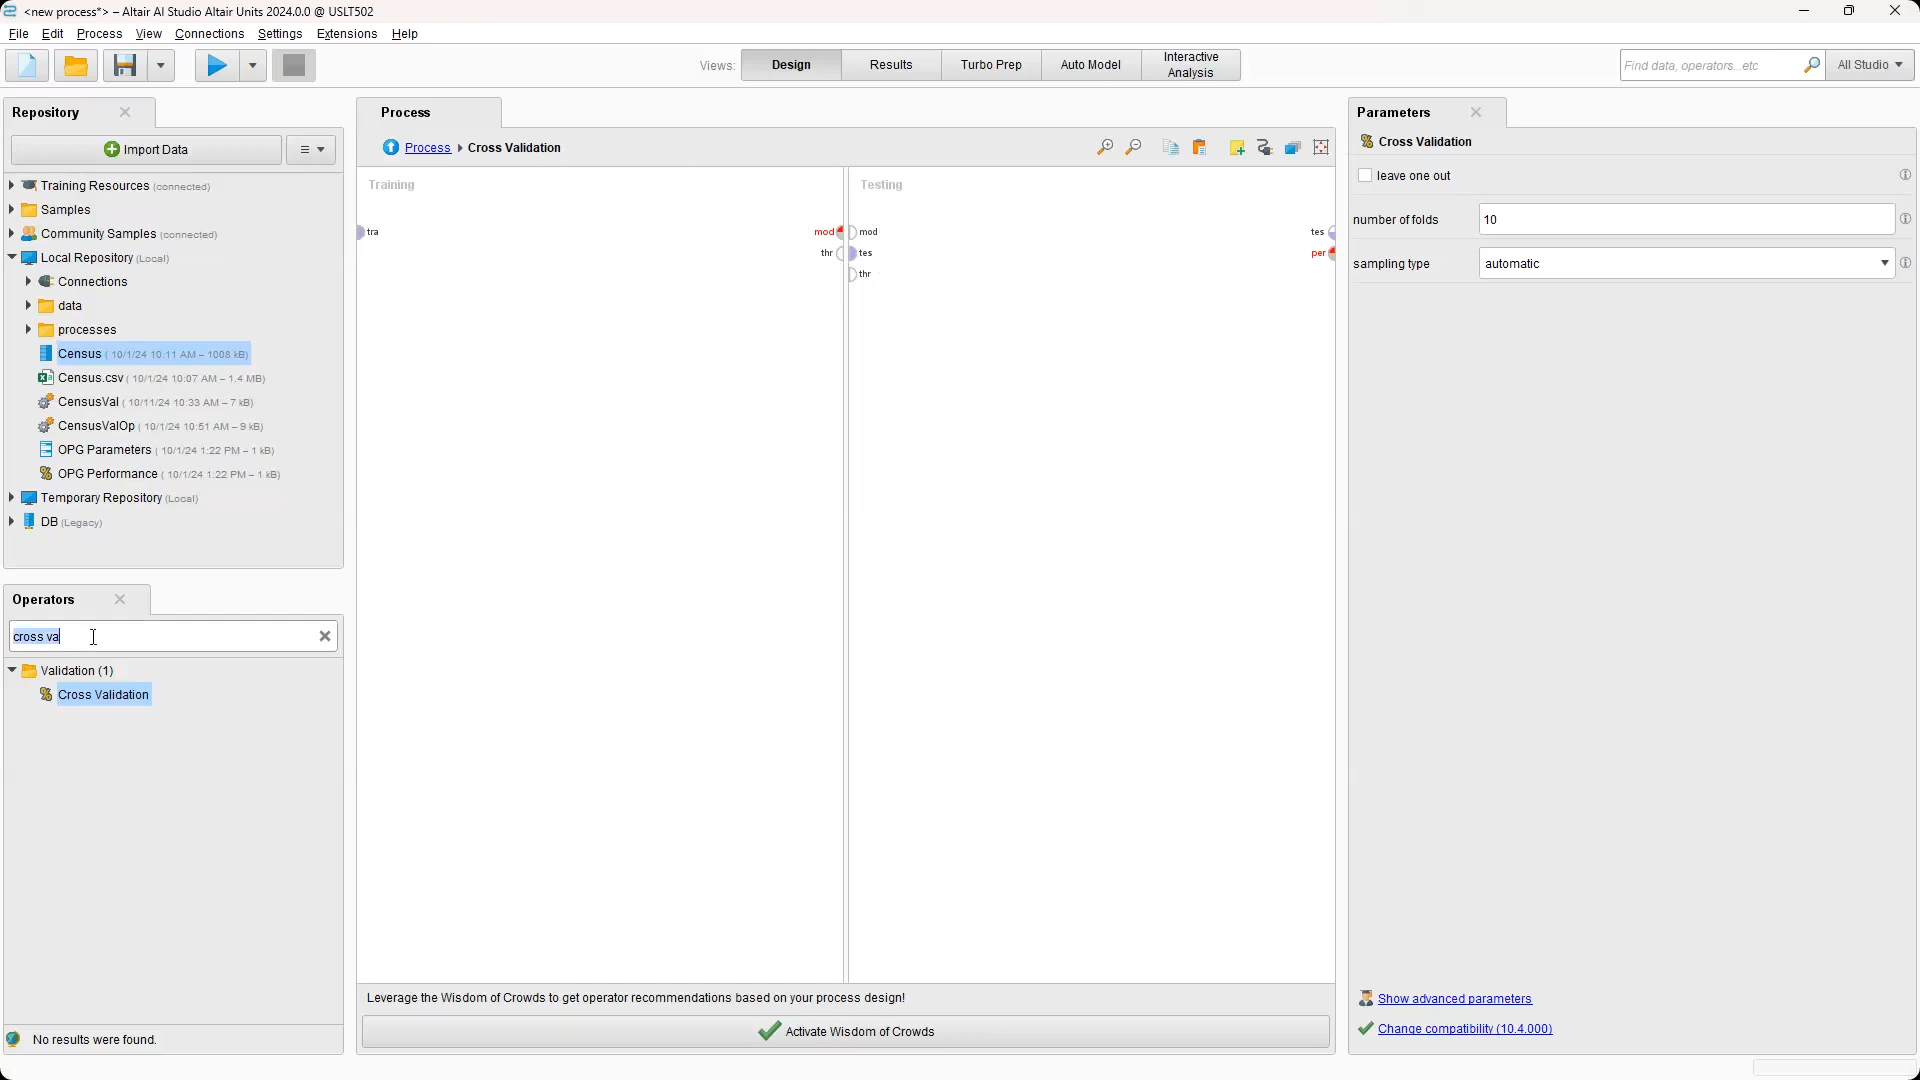 <new process*> – Altair AI Studio Altair Units 2024.0.0 @ USLT502
File Edit Process View Connections Settings Extensions Help
Views: Design Results Turbo Prep Auto Model Interactive Analysis
Find data, operators...etc All Studio
Repository
Import Data
Training Resources (connected)
Samples
Community Samples (connected)
Local Repository (Local)
Connections
data
processes
Census ( 10/1/24 10:11 AM – 1008 kB)
Census.csv ( 10/1/24 10:07 AM – 1.4 MB)
CensusVal ( 10/11/24 10:33 AM – 7 kB)
CensusValOp ( 10/1/24 10:51 AM – 9 kB)
OPG Parameters ( 10/1/24 1:22 PM – 1 kB)
OPG Performance ( 10/1/24 1:22 PM – 1 kB)
Temporary Repository (Local)
DB (Legacy)
Operators
cross va
Validation (1)
Cross Validation
No results were found.
Process
Process Cross Validation
Training
tra
mod
thr
Testing
mod
tes
thr
tes
per
Leverage the Wisdom of Crowds to get operator recommendations based on your process design!
Activate Wisdom of Crowds
Parameters
Cross Validation
leave one out
number of folds 10
sampling type automatic
Show advanced parameters
Change compatibility (10.4.000)